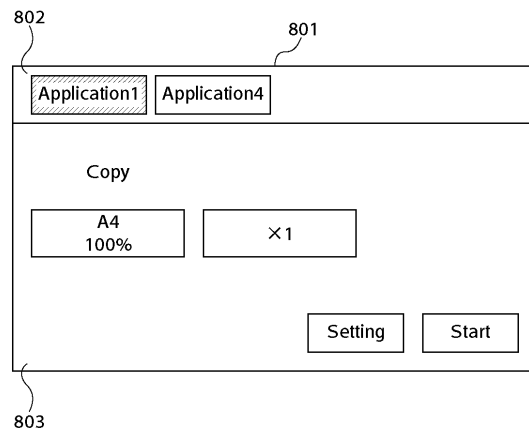 802
801
Application1 Application4
Copy
A4
100%
×1
Setting Start
803